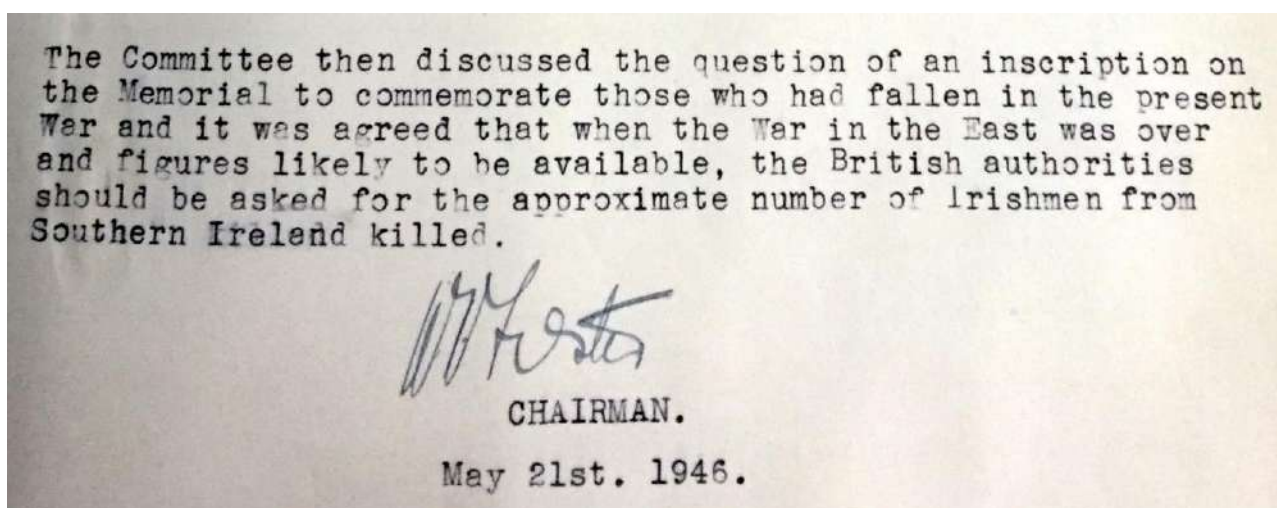 The Committee then discussed the question of an inscription on
the Memorial to commemorate those who had fallen in the present
War and it was agreed that when the War in the East was over
and figures likely to be available, the British authorities
should be asked for the approximate number of Irishmen from
Southern Ireland killed.
CHAIRMAN.
May 21st. 1946.